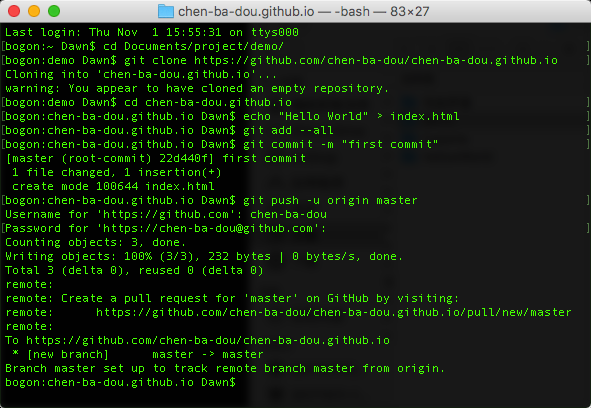 chen-ba-dou.github.io — -bash — 83×27
Last login: Thu Nov  1 15:55:31 on ttys000
[bogon:~ Dawn$ cd Documents/project/demo/ ]
[bogon:demo Dawn$ git clone https://github.com/chen-ba-dou/chen-ba-dou.github.io ]
Cloning into 'chen-ba-dou.github.io'...
warning: You appear to have cloned an empty repository.
[bogon:demo Dawn$ cd chen-ba-dou.github.io ]
[bogon:chen-ba-dou.github.io Dawn$ echo "Hello World" > index.html ]
[bogon:chen-ba-dou.github.io Dawn$ git add --all ]
[bogon:chen-ba-dou.github.io Dawn$ git commit -m "first commit" ]
[master (root-commit) 22d440f] first commit
 1 file changed, 1 insertion(+)
 create mode 100644 index.html
[bogon:chen-ba-dou.github.io Dawn$ git push -u origin master ]
Username for 'https://github.com': chen-ba-dou
[Password for 'https://chen-ba-dou@github.com': ]
Counting objects: 3, done.
Writing objects: 100% (3/3), 232 bytes | 0 bytes/s, done.
Total 3 (delta 0), reused 0 (delta 0)
remote:
remote: Create a pull request for 'master' on GitHub by visiting:
remote:      https://github.com/chen-ba-dou/chen-ba-dou.github.io/pull/new/master
remote:
To https://github.com/chen-ba-dou/chen-ba-dou.github.io
 * [new branch]      master -> master
Branch master set up to track remote branch master from origin.
bogon:chen-ba-dou.github.io Dawn$